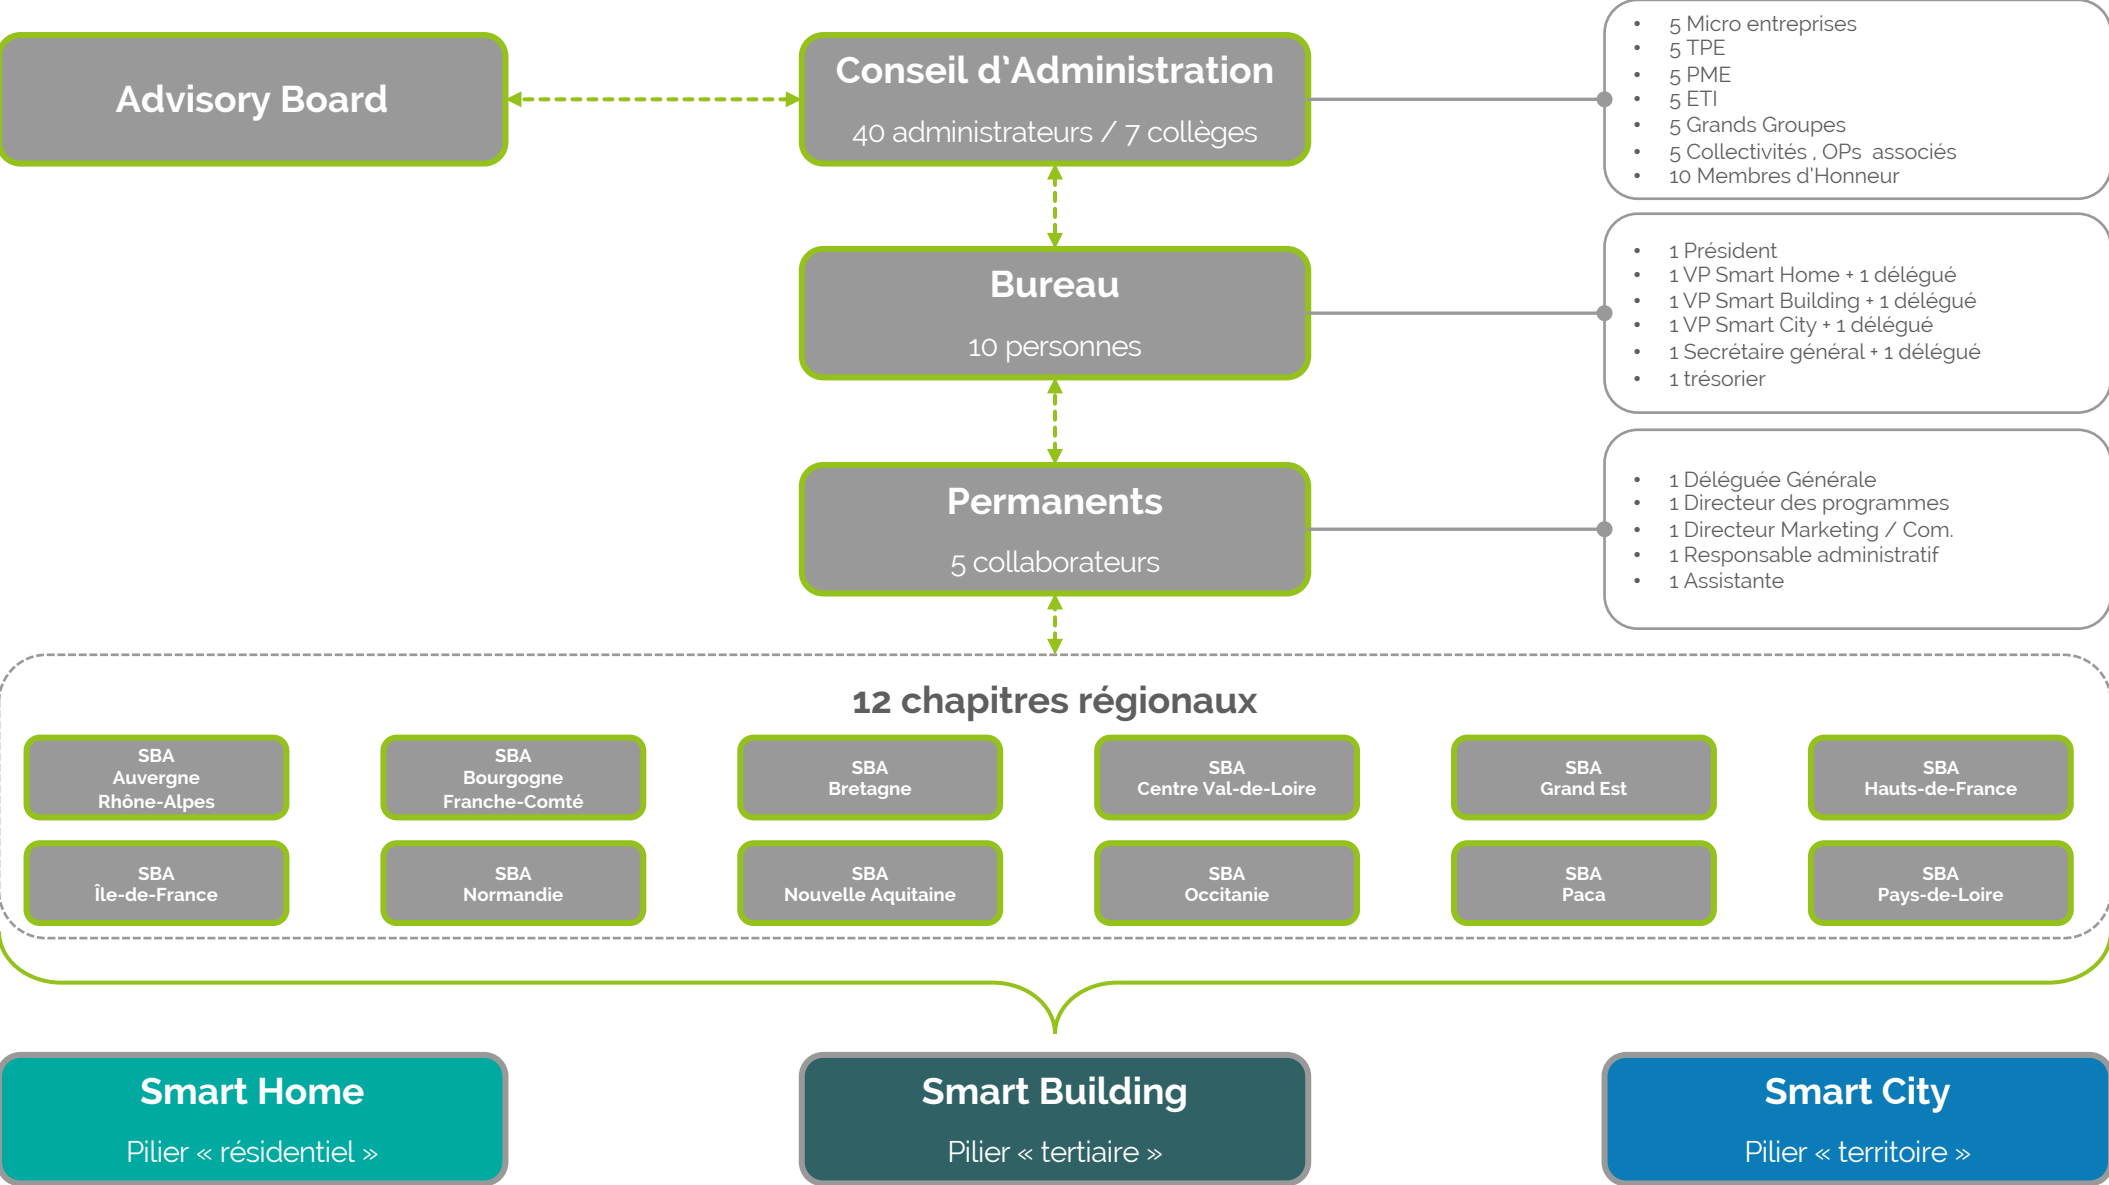 Advisory Board
Conseil d'Administration
40 administrateurs / 7 collèges
• 5 Micro entreprises
• 5 TPE
• 5 PME
• 5 ETI
• 5 Grands Groupes
• 5 Collectivités , OPs associés
• 10 Membres d'Honneur
Bureau
10 personnes
• 1 Président
• 1 VP Smart Home + 1 délégué
• 1 VP Smart Building + 1 délégué
• 1 VP Smart City + 1 délégué
• 1 Secrétaire général + 1 délégué
• 1 trésorier
Permanents
5 collaborateurs
• 1 Déléguée Générale
• 1 Directeur des programmes
• 1 Directeur Marketing / Com.
• 1 Responsable administratif
• 1 Assistante
12 chapitres régionaux
SBA
Auvergne
Rhône-Alpes
SBA
Bourgogne
Franche-Comté
SBA
Bretagne
SBA
Centre Val-de-Loire
SBA
Grand Est
SBA
Hauts-de-France
SBA
Île-de-France
SBA
Normandie
SBA
Nouvelle Aquitaine
SBA
Occitanie
SBA
Paca
SBA
Pays-de-Loire
Smart Home
Pilier « résidentiel »
Smart Building
Pilier « tertiaire »
Smart City
Pilier « territoire »